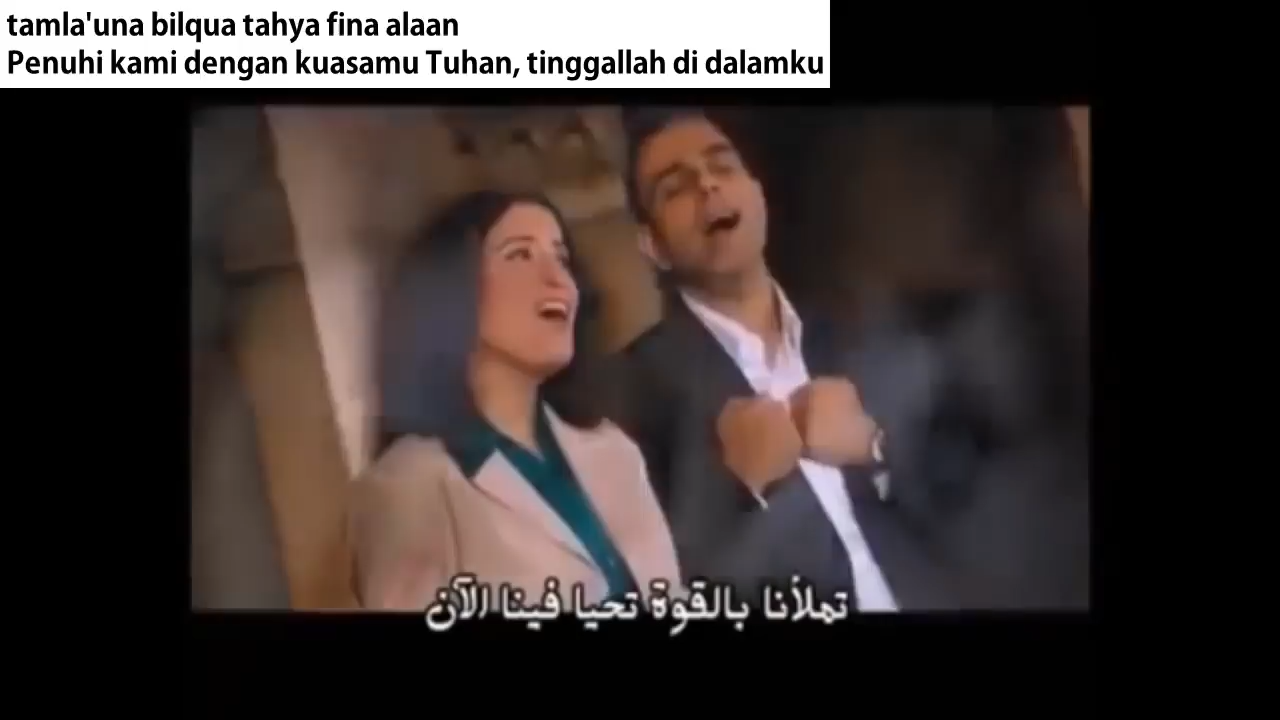 tamla'una bilqua tahya fina alaan
Penuhi kami dengan kuasamu Tuhan, tinggallah di dalamku
تملأنا بالقوة تحيا فينا الآن